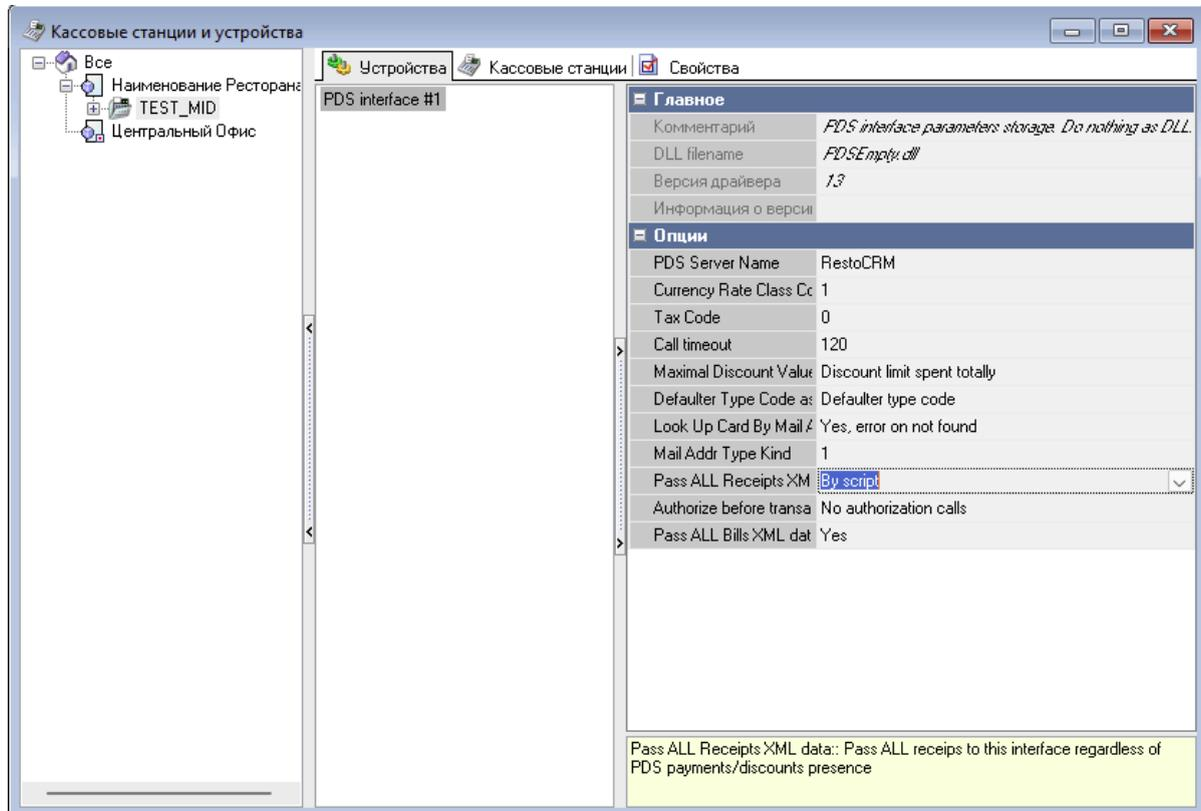 Кассовые станции и устройства
Все
Наименование Ресторана
TEST_MID
Центральный Офис
Устройства Кассовые станции Свойства
PDS interface #1
Главное
Комментарий PDS interface parameters storage. Do nothing as DLL.
DLL filename PDSEmpty.dll
Версия драйвера 13
Информация о версии
Опции
PDS Server Name RestoCRM
Currency Rate Class Co 1
Tax Code 0
Call timeout 120
Maximal Discount Value Discount limit spent totally
Defaulter Type Code as Defaulter type code
Look Up Card By Mail A Yes, error on not found
Mail Addr Type Kind 1
Pass ALL Receipts XM By script
Authorize before transa No authorization calls
Pass ALL Bills XML dat Yes
Pass ALL Receipts XML data:: Pass ALL receips to this interface regardless of
PDS payments/discounts presence